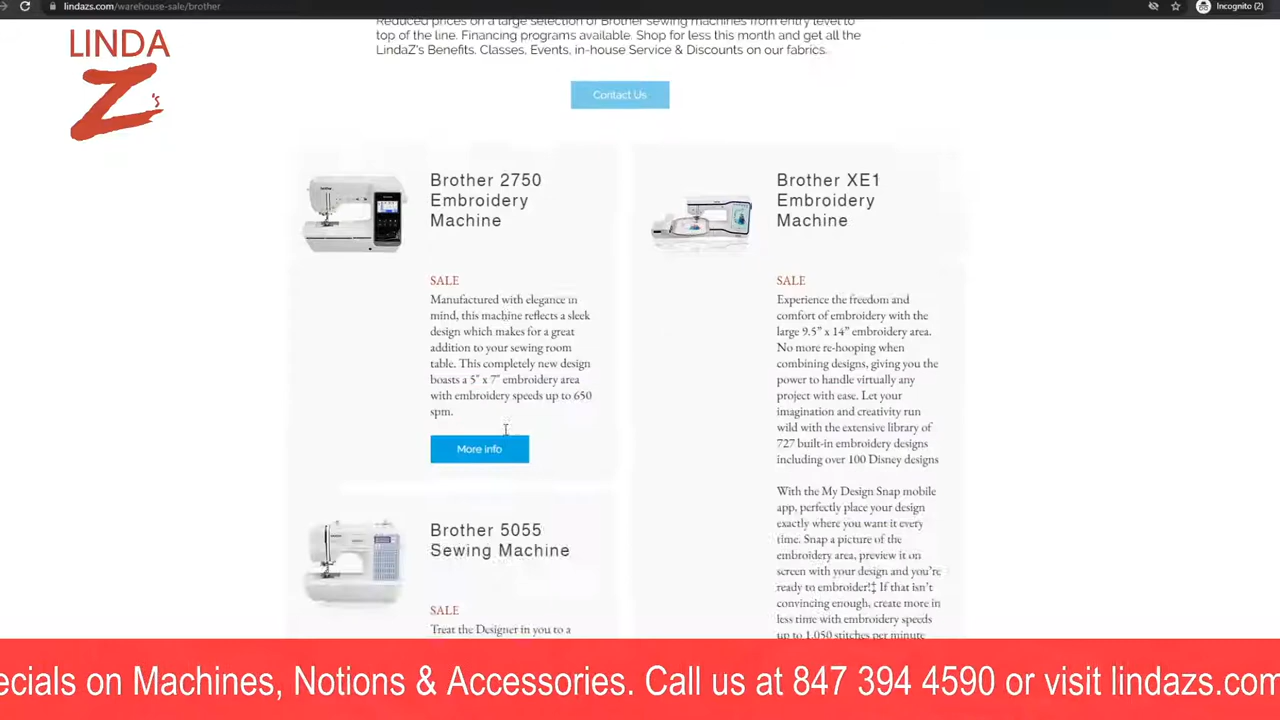 lindazs.com/warehouse-sale/brother
Incognito (2)
LINDA
Z's
Reduced prices on a large selection of Brother sewing machines from entry level to
top of the line. Financing programs available. Shop for less this month and get all the
LindaZ's Benefits. Classes, Events, in-house Service & Discounts on our fabrics.
Contact Us
Brother 2750
Embroidery
Machine
SALE
Manufactured with elegance in
mind, this machine reflects a sleek
design which makes for a great
addition to your sewing room
table. This completely new design
boasts a 5" x 7" embroidery area
with embroidery speeds up to 650
spm.
More info
Brother 5055
Sewing Machine
SALE
Treat the Designer in you to a
Brother XE1
Embroidery
Machine
SALE
Experience the freedom and
comfort of embroidery with the
large 9.5" x 14" embroidery area.
No more re-hooping when
combining designs, giving you the
power to handle virtually any
project with ease. Let your
imagination and creativity run
wild with the extensive library of
727 built-in embroidery designs
including over 100 Disney designs
With the My Design Snap mobile
app, perfectly place your design
exactly where you want it every
time. Snap a picture of the
embroidery area, preview it on
screen with your design and you're
ready to embroider!‡ If that isn't
convincing enough, create more in
less time with embroidery speeds
up to 1,050 stitches per minute
ecials on Machines, Notions & Accessories. Call us at 847 394 4590 or visit lindazs.com